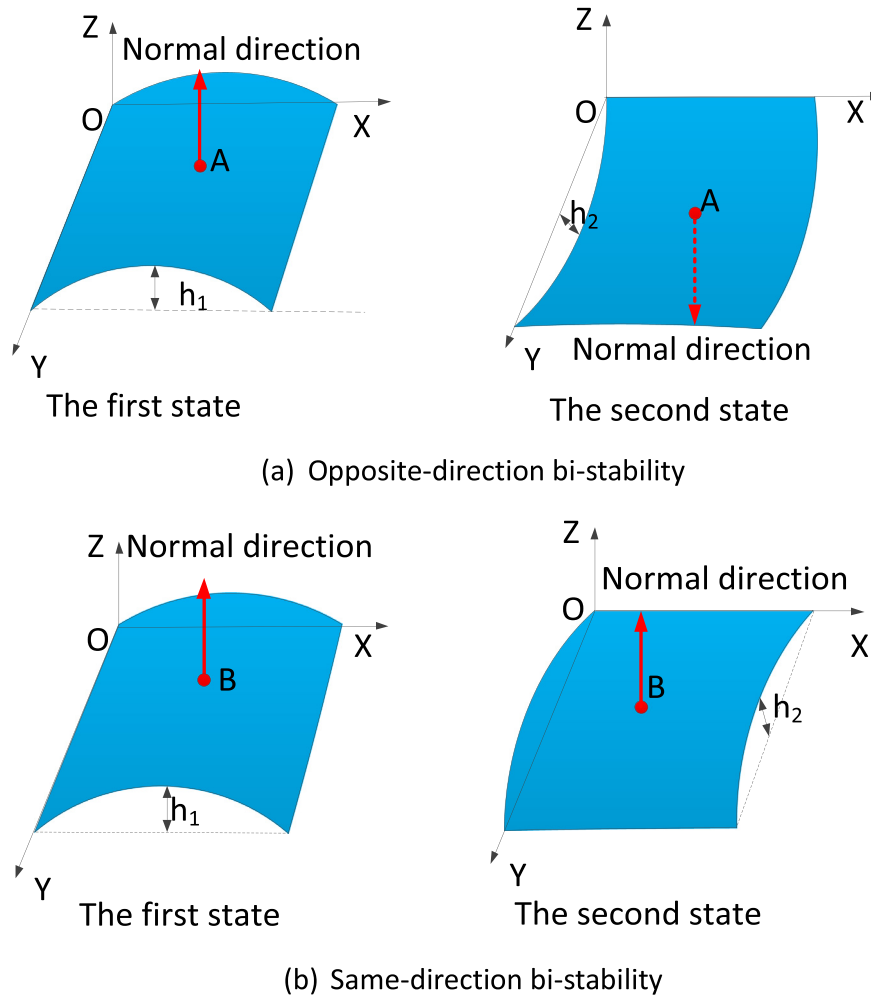 Z
Normal direction
O
X
A
h₁
Y
The first state
Z
O
X
A
h₂
Y
Normal direction
The second state
(a) Opposite-direction bi-stability
Z
Normal direction
O
X
B
h₁
Y
The first state
Z
Normal direction
O
X
B
h₂
Y
The second state
(b) Same-direction bi-stability